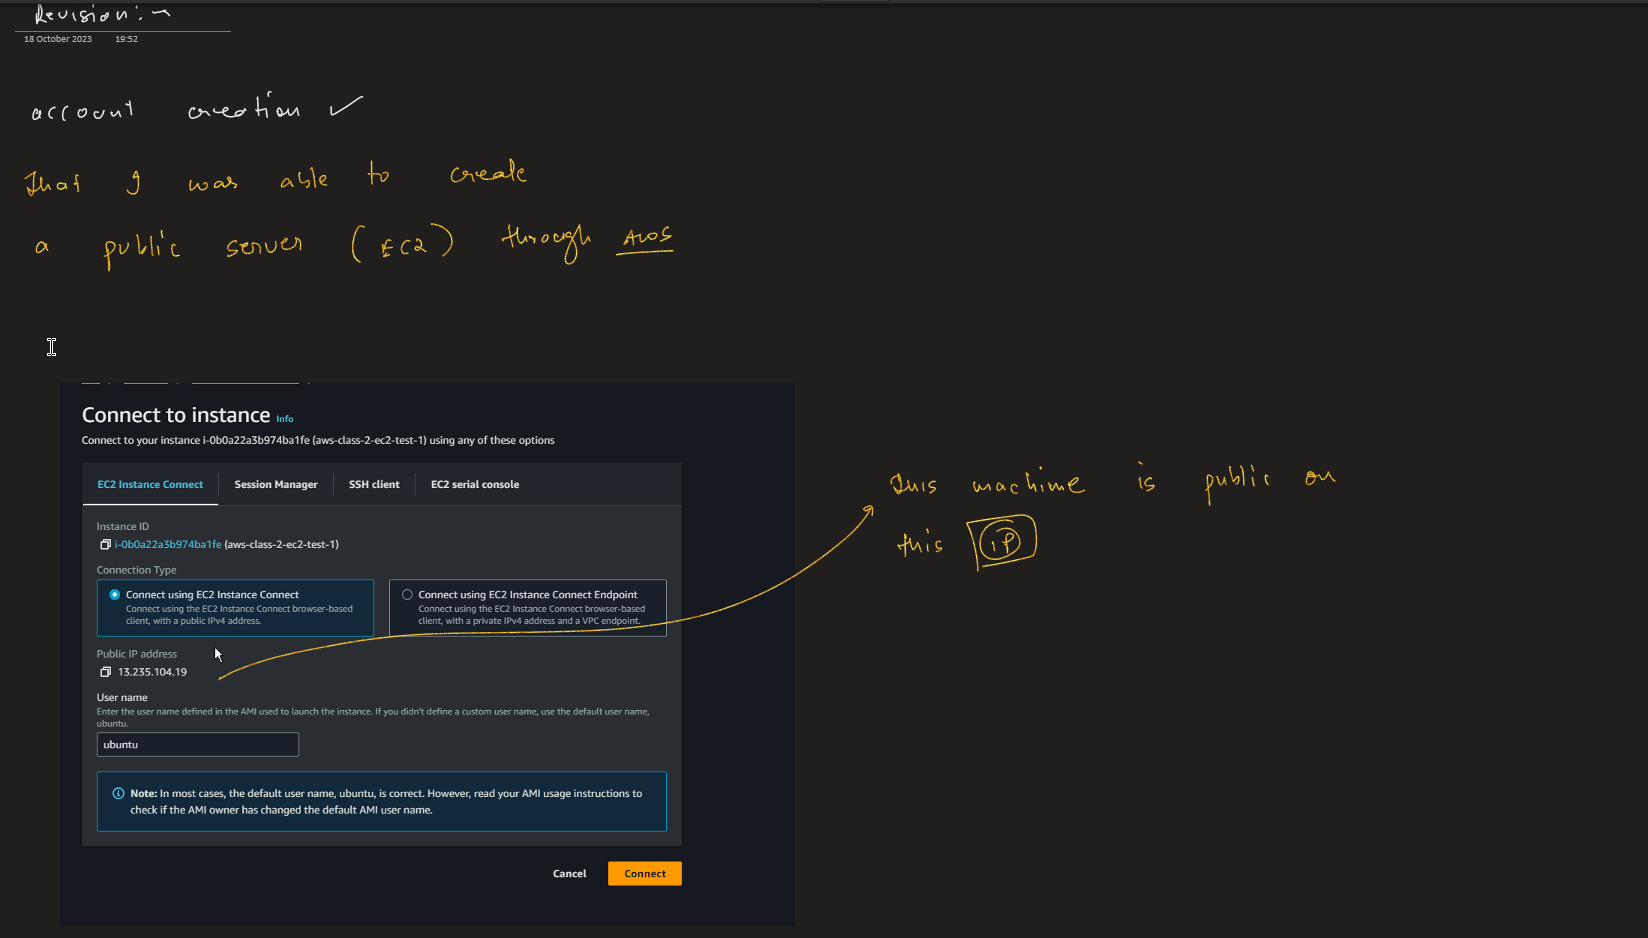 Revision:-
18 October 2023 19:52
account creation ✓
That I was able to create
a public server (EC2) through AWS
Connect to instance Info
Connect to your instance i-0b0a22a3b974ba1fe (aws-class-2-ec2-test-1) using any of these options
EC2 Instance Connect Session Manager SSH client EC2 serial console
Instance ID
i-0b0a22a3b974ba1fe (aws-class-2-ec2-test-1)
Connection Type
Connect using EC2 Instance Connect
Connect using the EC2 Instance Connect browser-based
client, with a public IPv4 address.
Connect using EC2 Instance Connect Endpoint
Connect using the EC2 Instance Connect browser-based
client, with a private IPv4 address and a VPC endpoint.
Public IP address
13.235.104.19
User name
Enter the user name defined in the AMI used to launch the instance. If you didn't define a custom user name, use the default user name,
ubuntu.
ubuntu
Note: In most cases, the default user name, ubuntu, is correct. However, read your AMI usage instructions to
check if the AMI owner has changed the default AMI user name.
Cancel Connect
This machine is public on
this IP